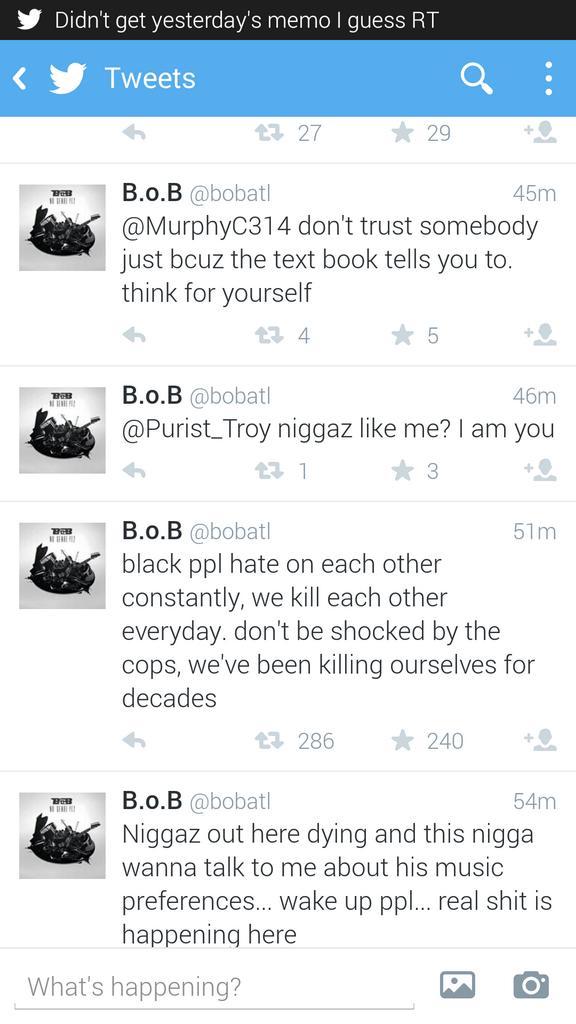 Didn't get yesterday's memo I guess RT
Tweets
27 29
B.o.B @bobatl 45m
@MurphyC314 don't trust somebody
just bcuz the text book tells you to.
think for yourself
4 5
B.o.B @bobatl 46m
@Purist_Troy niggaz like me? I am you
1 3
B.o.B @bobatl 51m
black ppl hate on each other
constantly, we kill each other
everyday. don't be shocked by the
cops, we've been killing ourselves for
decades
286 240
B.o.B @bobatl 54m
Niggaz out here dying and this nigga
wanna talk to me about his music
preferences... wake up ppl... real shit is
happening here
What's happening?